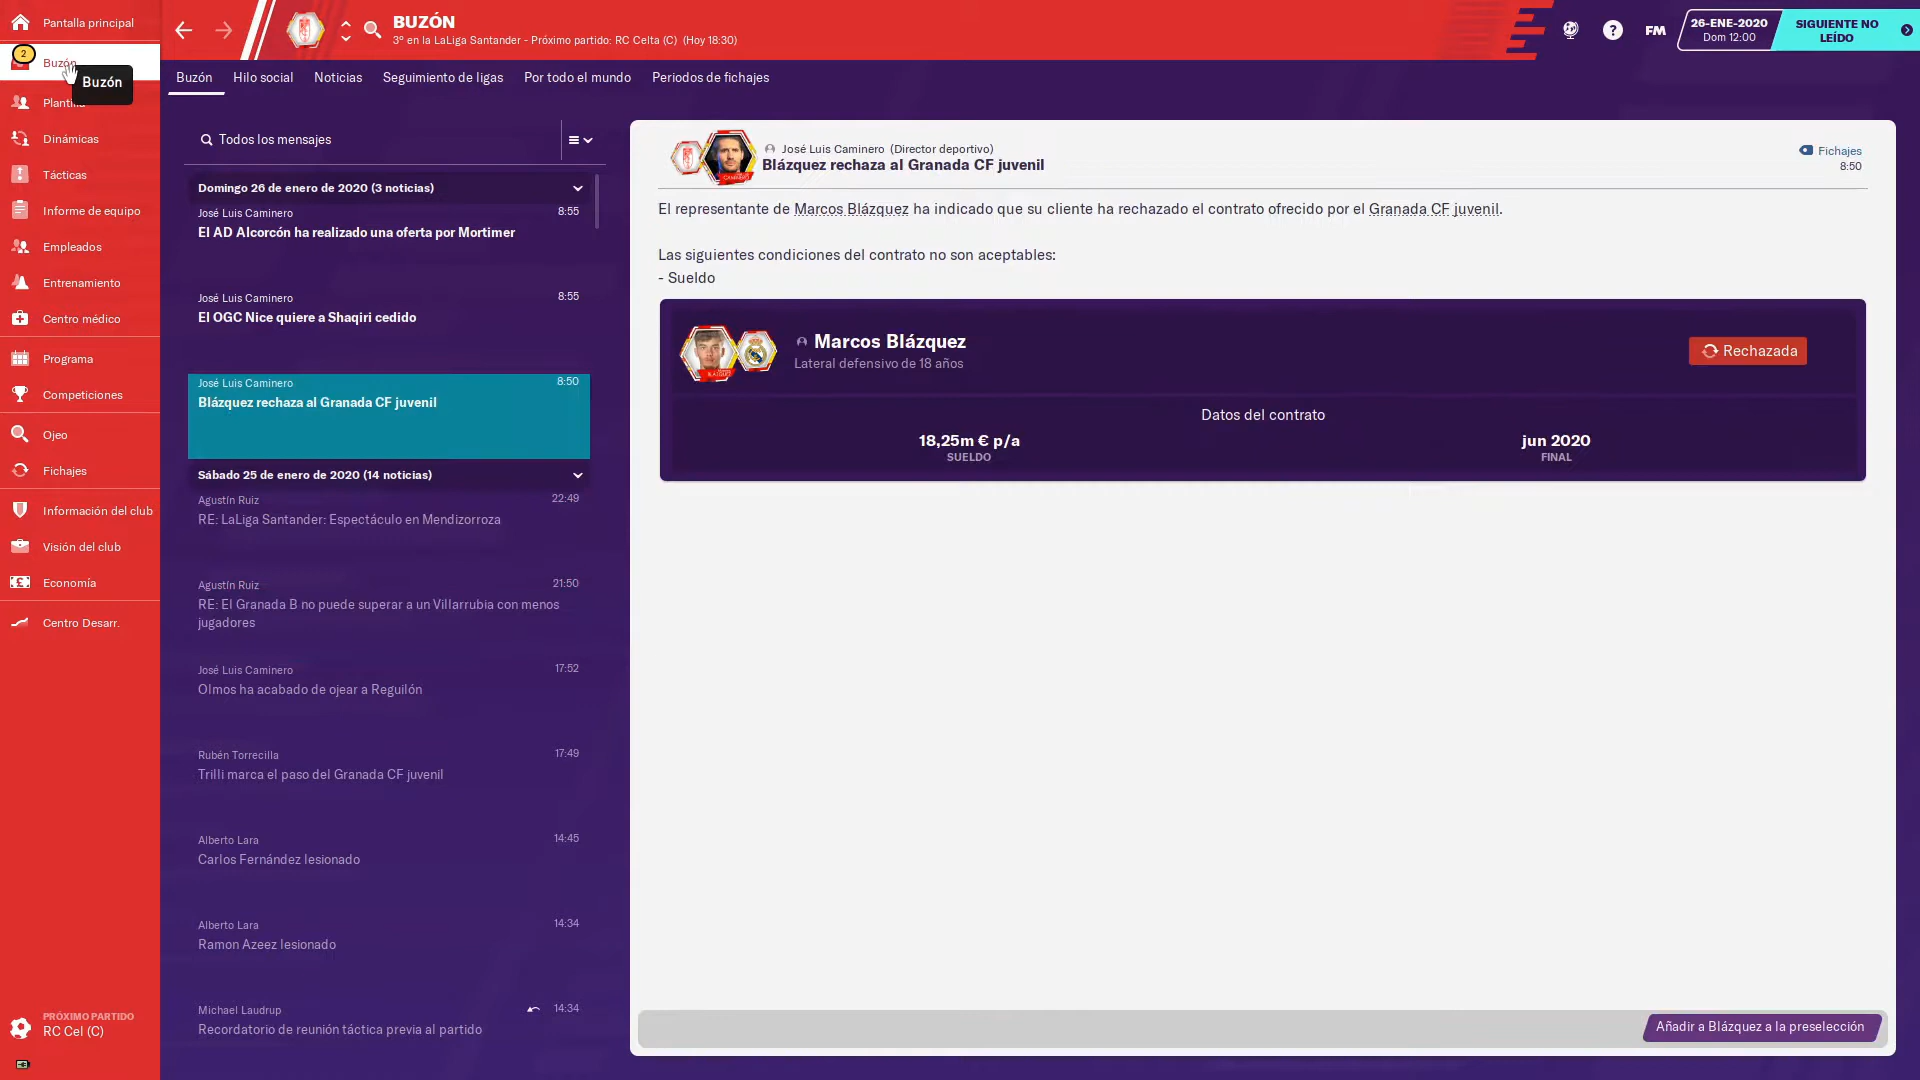 Pantalla principal
2
Buzón
Buzón
Plantilla
Dinámicas
Tácticas
Informe de equipo
Empleados
Entrenamiento
Centro médico
Programa
Competiciones
Ojeo
Fichajes
Información del club
Visión del club
Economía
Centro Desarr.
PRÓXIMO PARTIDO
RC Cel (C)
BUZÓN
3º en la LaLiga Santander - Próximo partido: RC Celta (C) (Hoy 18:30)
FM
26-ENE-2020
Dom 12:00
SIGUIENTE NO
LEÍDO
Buzón
Hilo social
Noticias
Seguimiento de ligas
Por todo el mundo
Periodos de fichajes
Todos los mensajes
Domingo 26 de enero de 2020 (3 noticias)
José Luis Caminero 8:55
El AD Alcorcón ha realizado una oferta por Mortimer
José Luis Caminero 8:55
El OGC Nice quiere a Shaqiri cedido
José Luis Caminero 8:50
Blázquez rechaza al Granada CF juvenil
Sábado 25 de enero de 2020 (14 noticias)
Agustín Ruiz 22:49
RE: LaLiga Santander: Espectáculo en Mendizorroza
Agustín Ruiz 21:50
RE: El Granada B no puede superar a un Villarrubia con menos
jugadores
José Luis Caminero 17:52
Olmos ha acabado de ojear a Reguilón
Rubén Torrecilla 17:49
Trilli marca el paso del Granada CF juvenil
Alberto Lara 14:45
Carlos Fernández lesionado
Alberto Lara 14:34
Ramon Azeez lesionado
Michael Laudrup 14:34
Recordatorio de reunión táctica previa al partido
José Luis Caminero (Director deportivo)
Blázquez rechaza al Granada CF juvenil
Fichajes
8:50
El representante de Marcos Blázquez ha indicado que su cliente ha rechazado el contrato ofrecido por el Granada CF juvenil.
Las siguientes condiciones del contrato no son aceptables:
- Sueldo
Marcos Blázquez
Lateral defensivo de 18 años
Rechazada
Datos del contrato
18,25m € p/a
SUELDO
jun 2020
FINAL
Añadir a Blázquez a la preselección